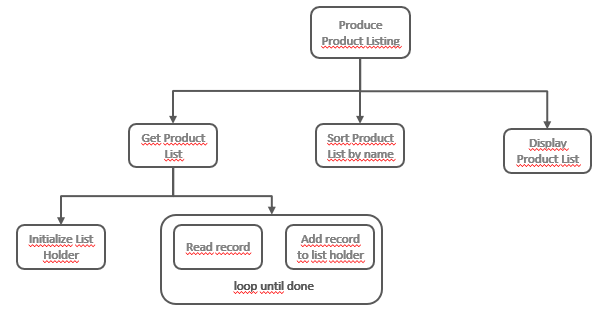 Produce
Product Listing
Get Product
List
Sort Product
List by name
Display
Product List
Initialize List
Holder
Read record
Add record
to list holder
loop until done